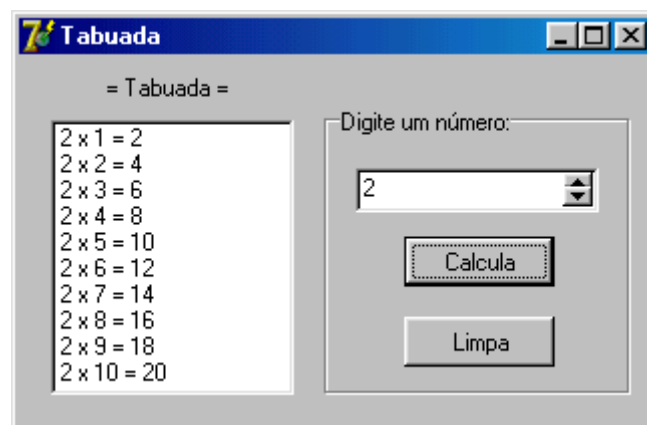 Tabuada
= Tabuada =
2 x 1 = 2
2 x 2 = 4
2 x 3 = 6
2 x 4 = 8
2 x 5 = 10
2 x 6 = 12
2 x 7 = 14
2 x 8 = 16
2 x 9 = 18
2 x 10 = 20
Digite um número:
2
Calcula
Limpa